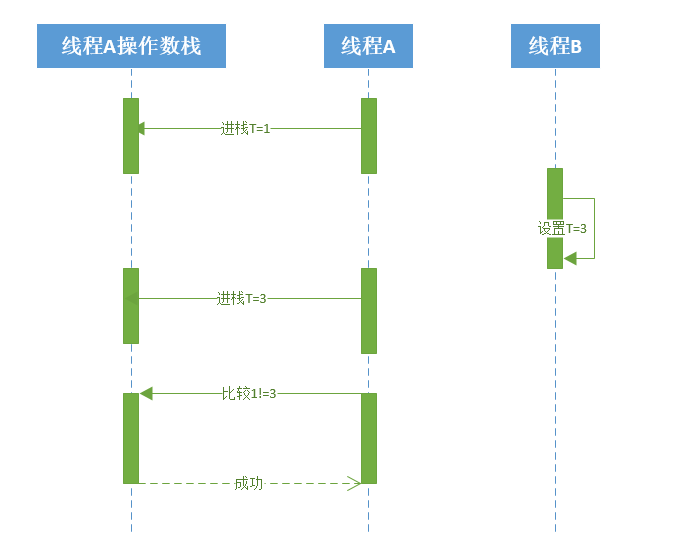 线程A操作数栈
线程A
线程B
进栈T=1
设置T=3
进栈T=3
比较1!=3
成功